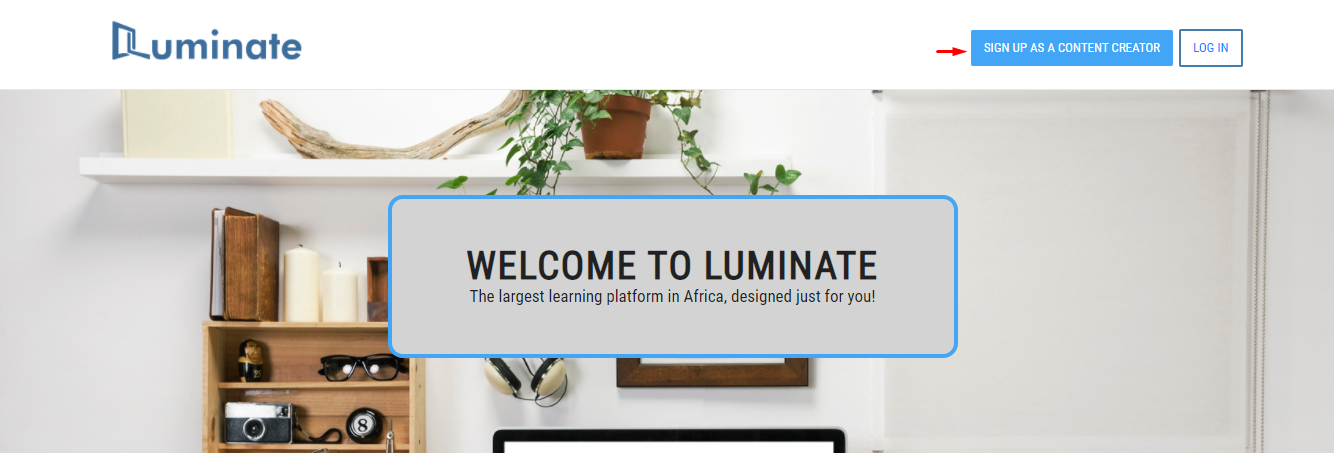 Luminate
SIGN UP AS A CONTENT CREATOR
LOG IN
WELCOME TO LUMINATE
The largest learning platform in Africa, designed just for you!
8